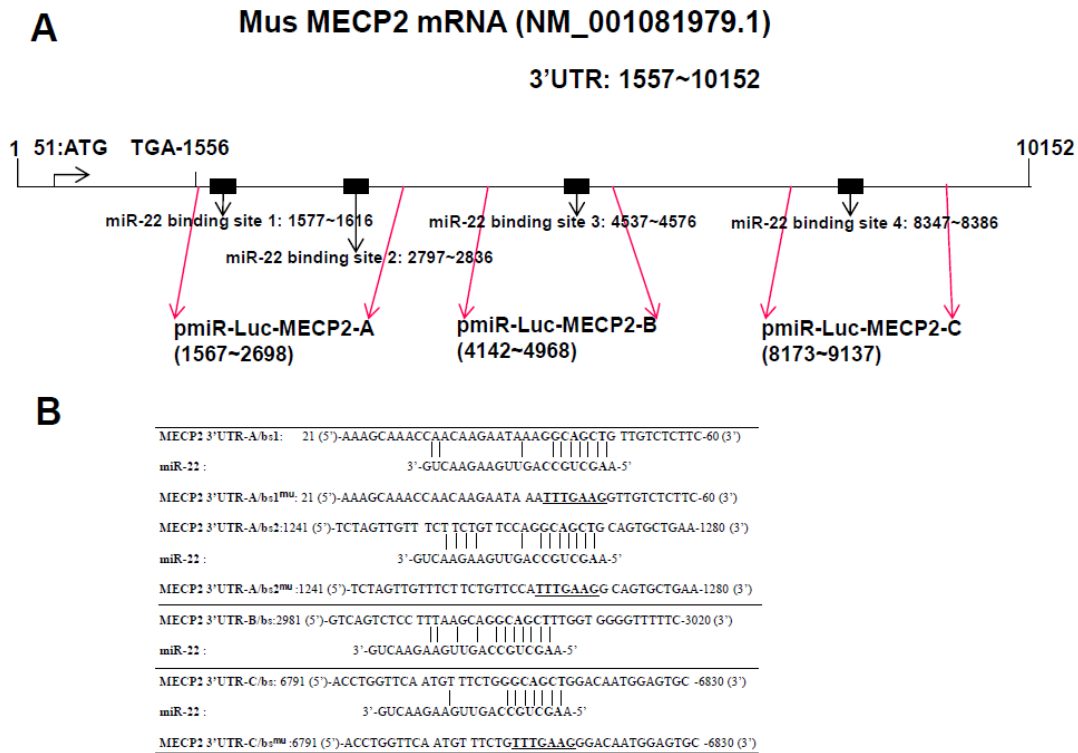 A
Mus MECP2 mRNA (NM_001081979.1)
3'UTR: 1557~10152
1 51:ATG TGA-1556 10152
miR-22 binding site 1: 1577~1616
miR-22 binding site 2: 2797~2836
miR-22 binding site 3: 4537~4576
miR-22 binding site 4: 8347~8386
pmiR-Luc-MECP2-A
(1567~2698)
pmiR-Luc-MECP2-B
(4142~4968)
pmiR-Luc-MECP2-C
(8173~9137)
B
MECP2 3'UTR-A/bs1: 21 (5')-AAAGCAAACCAACAAGAATAAAGGCAGCTG TTGTCTCTTC-60 (3')
miR-22 : 3'-GUCAAGAAGUUGACCGUCGAA-5'
MECP2 3'UTR-A/bs1mu: 21 (5')-AAAGCAAACCAACAAGAATA AATTTGAAGGTTGTCTCTTC-60 (3')
MECP2 3'UTR-A/bs2:1241 (5')-TCTAGTTGTT TCTTCTGTTCCAGGCAGCTG CAGTGCTGAA-1280 (3')
miR-22 : 3'-GUCAAGAAGUUGACCGUCGAA-5'
MECP2 3'UTR-A/bs2mu :1241 (5')-TCTAGTTGTTTCTTCTGTTCCATTTGAAGG CAGTGCTGAA-1280 (3')
MECP2 3'UTR-B/bs:2981 (5')-GTCAGTCTCC TTTAAGCAGGCAGCTTTGGT GGGGTTTTTC-3020 (3')
miR-22 : 3'-GUCAAGAAGUUGACCGUCGAA-5'
MECP2 3'UTR-C/bs: 6791 (5')-ACCTGGTTCA ATGT TTCTGGGCAGCTGGACAATGGAGTGC -6830 (3')
miR-22 : 3'-GUCAAGAAGUUGACCGUCGAA-5'
MECP2 3'UTR-C/bsmu :6791 (5')-ACCTGGTTCA ATGT TTCTGTTTGAAGGGACAATGGAGTGC -6830 (3')